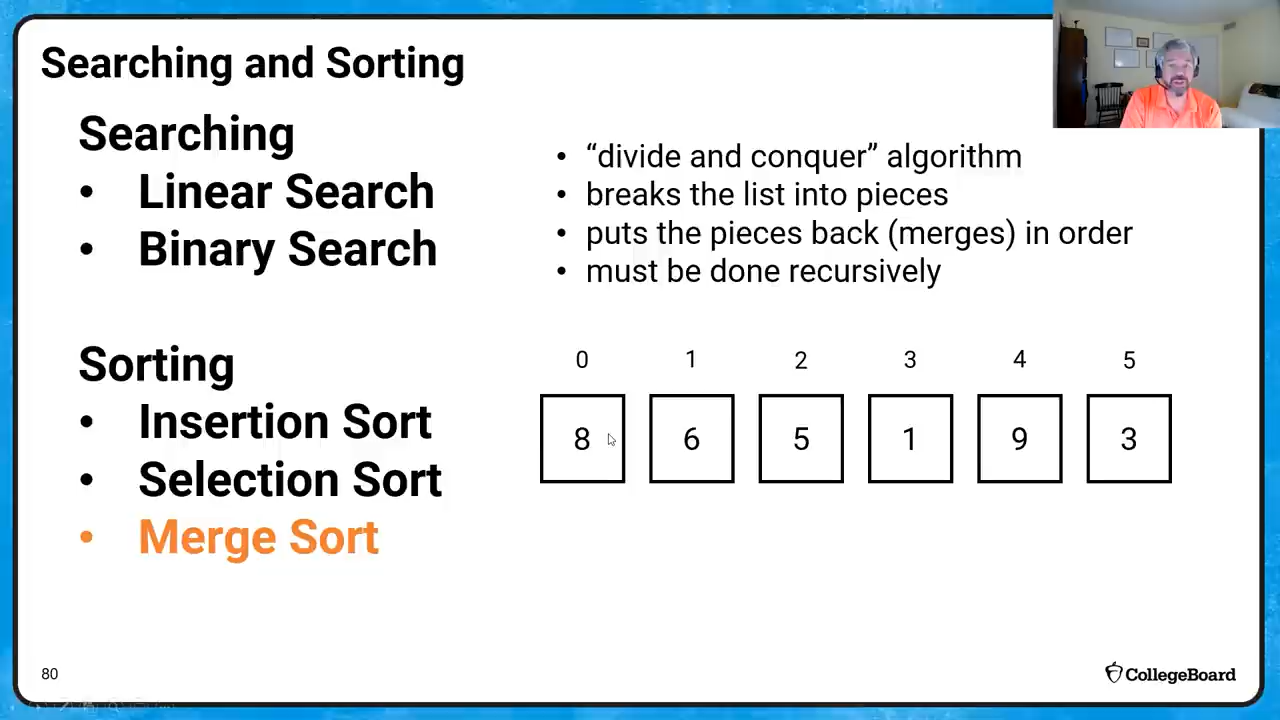 Searching and Sorting
Searching
• Linear Search
• Binary Search
• “divide and conquer” algorithm
• breaks the list into pieces
• puts the pieces back (merges) in order
• must be done recursively
Sorting
• Insertion Sort
• Selection Sort
• Merge Sort
0 1 2 3 4 5
8 6 5 1 9 3
80
CollegeBoard